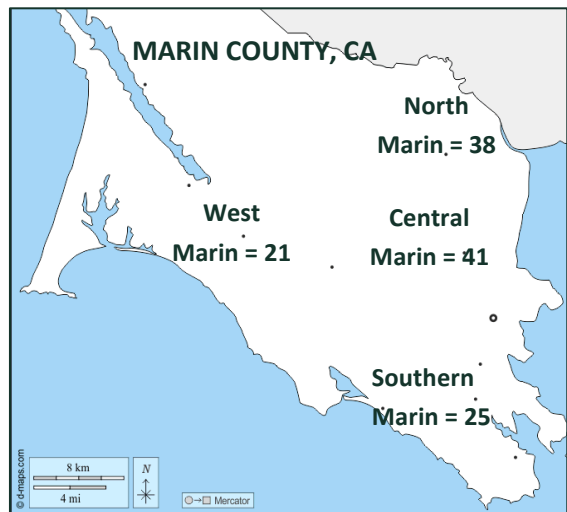 MARIN COUNTY, CA
North
Marin = 38
West
Marin = 21
Central
Marin = 41
Southern
Marin = 25
8 km
4 mi
N
Mercator
© d-maps.com